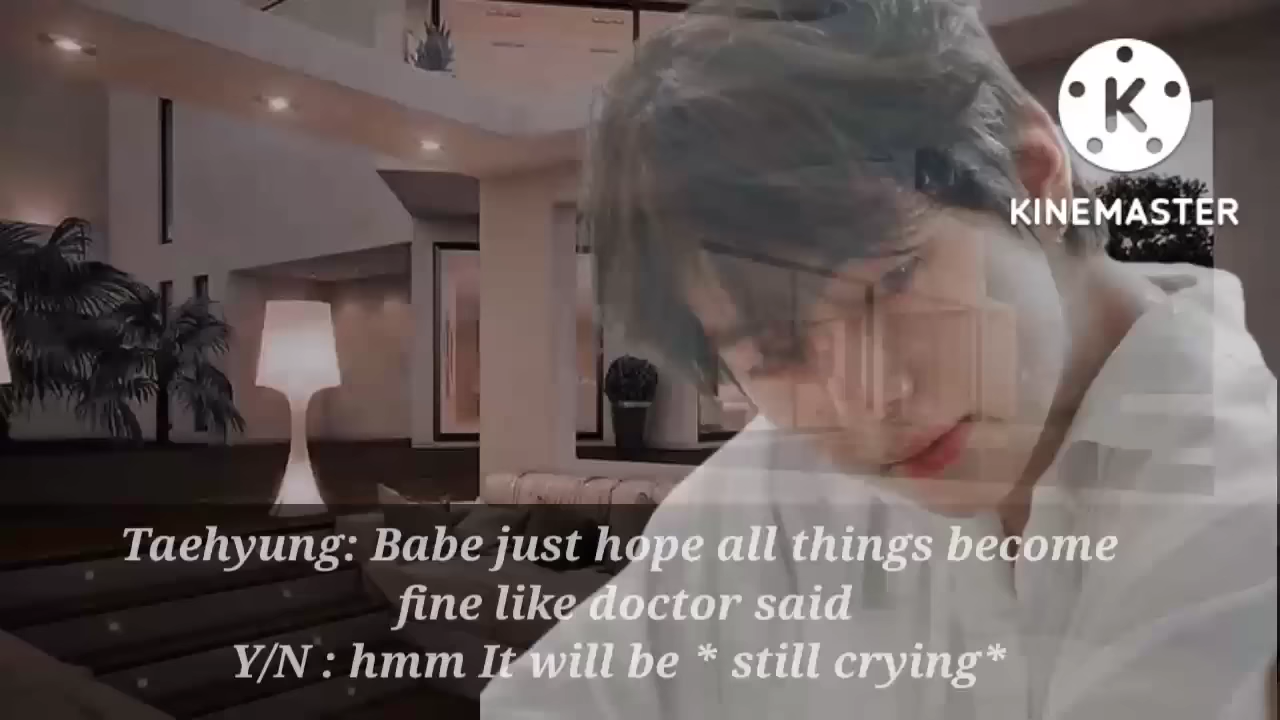 K
KINEMASTER
Taehyung: Babe just hope all things become
fine like doctor said
Y/N : hmm It will be * still crying*